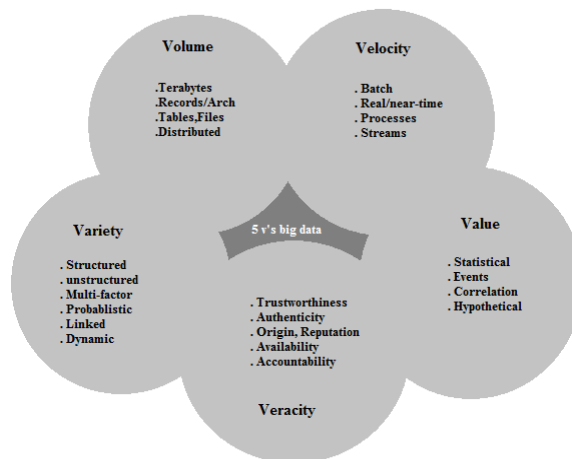 Volume
.Terabytes
.Records/Arch
.Tables,Files
.Distributed
Velocity
. Batch
. Real/near-time
. Processes
. Streams
Variety
. Structured
. unstructured
. Multi-factor
. Probablistic
. Linked
. Dynamic
5 v's big data
Value
. Statistical
. Events
. Correlation
. Hypothetical
. Trustworthiness
. Authenticity
. Origin, Reputation
. Availability
. Accountability
Veracity